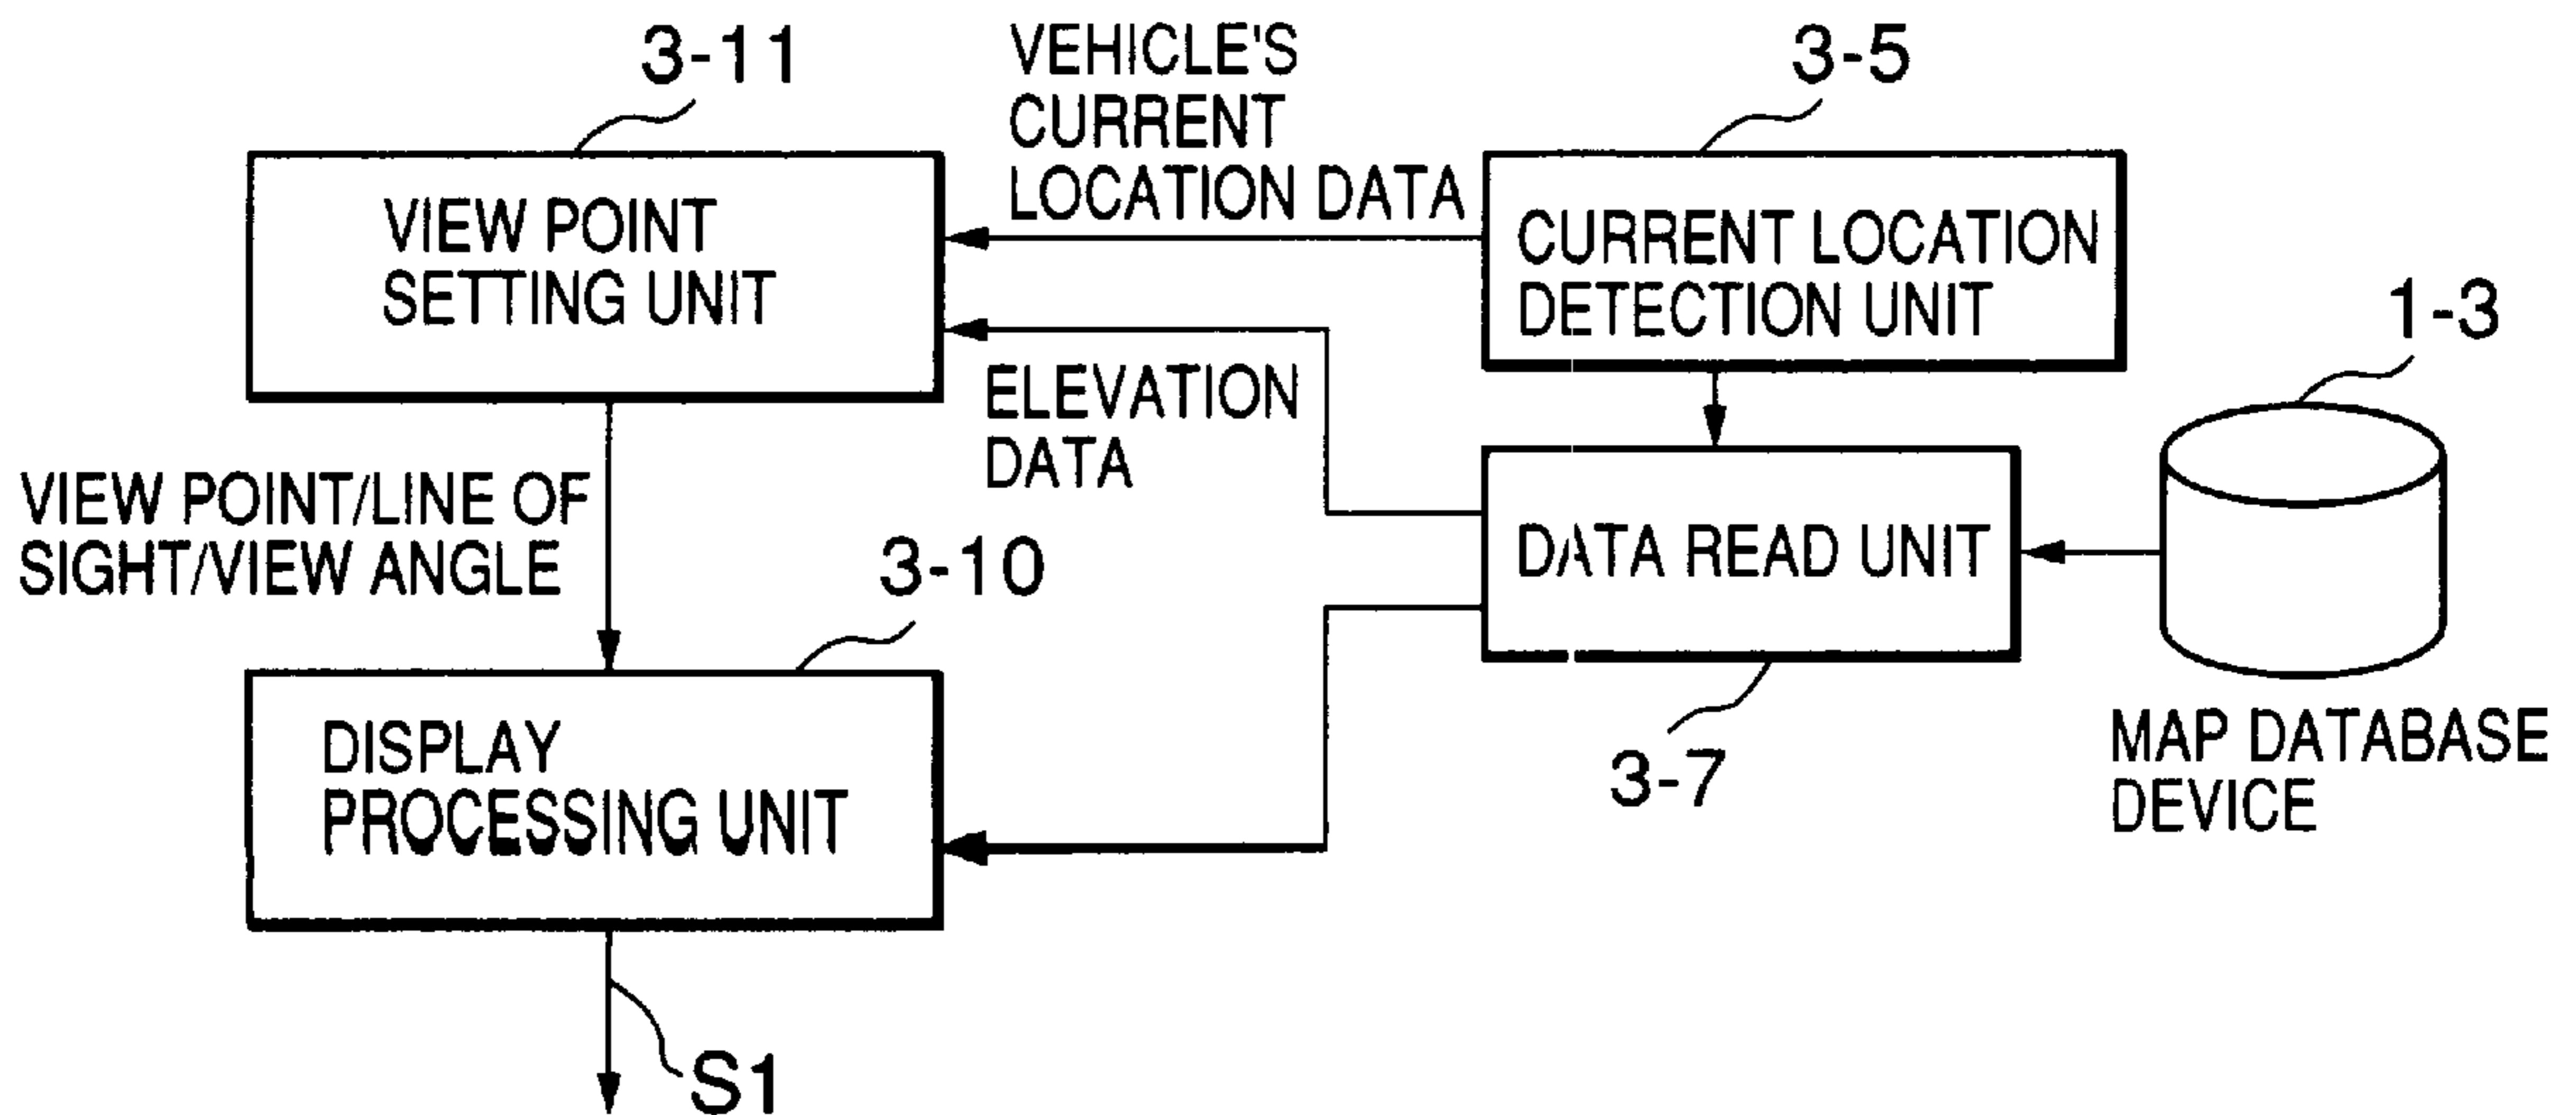 3-11
VEHICLE'S
CURRENT
LOCATION DATA
3-5
VIEW POINT
SETTING UNIT
CURRENT LOCATION
DETECTION UNIT
1-3
ELEVATION
DATA
VIEW POINT/LINE OF
SIGHT/VIEW ANGLE
3-10
DATA READ UNIT
DISPLAY
PROCESSING UNIT
3-7
MAP DATABASE
DEVICE
S1